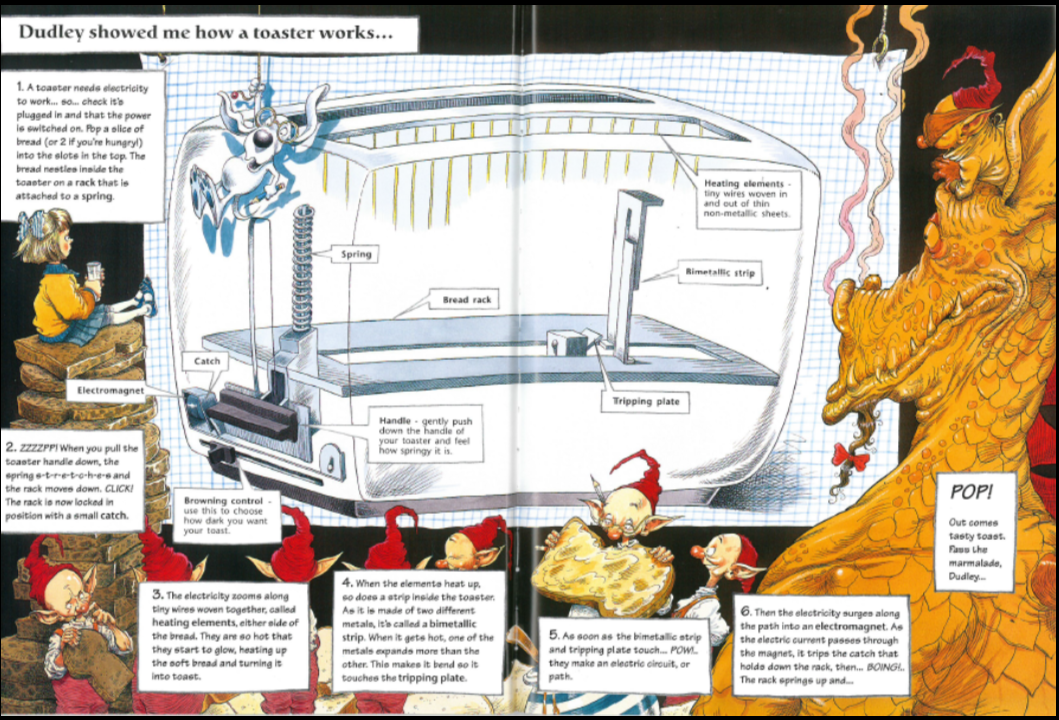 Dudley showed me how a toaster works...
1. A toaster needs electricity
to work... so... check it's
plugged in and that the power
is switched on. Pop a slice of
bread (or 2 if you're hungry!)
into the slots in the top. The
bread nestles inside the
toaster on a rack that is
attached to a spring.
Heating elements -
tiny wires woven in
and out of thin
non-metallic sheets.
Spring
Bimetallic strip
Bread rack
Catch
Electromagnet
Tripping plate
Handle - gently push
down the handle of
your toaster and feel
how springy it is.
2. ZZZZPP! When you pull the
toaster handle down, the
spring s-t-r-e-t-c-h-e-s and
the rack moves down. CLICK!
The rack is now locked in
position with a small catch.
Browning control -
use this to choose
how dark you want
your toast.
3. The electricity zooms along
tiny wires woven together, called
heating elements, either side of
the bread. They are so hot that
they start to glow, heating up
the soft bread and turning it
into toast.
4. When the elements heat up,
so does a strip inside the toaster.
As it is made of two different
metals, it's called a bimetallic
strip. When it gets hot, one of the
metals expands more than the
other. This makes it bend so it
touches the tripping plate.
5. As soon as the bimetallic strip
and tripping plate touch... POW!..
they make an electric circuit, or
path.
6. Then the electricity surges along
the path into an electromagnet. As
the electric current passes through
the magnet, it trips the catch that
holds down the rack, then... BOING!..
The rack springs up and...
POP!
Out comes
tasty toast.
Pass the
marmalade,
Dudley...